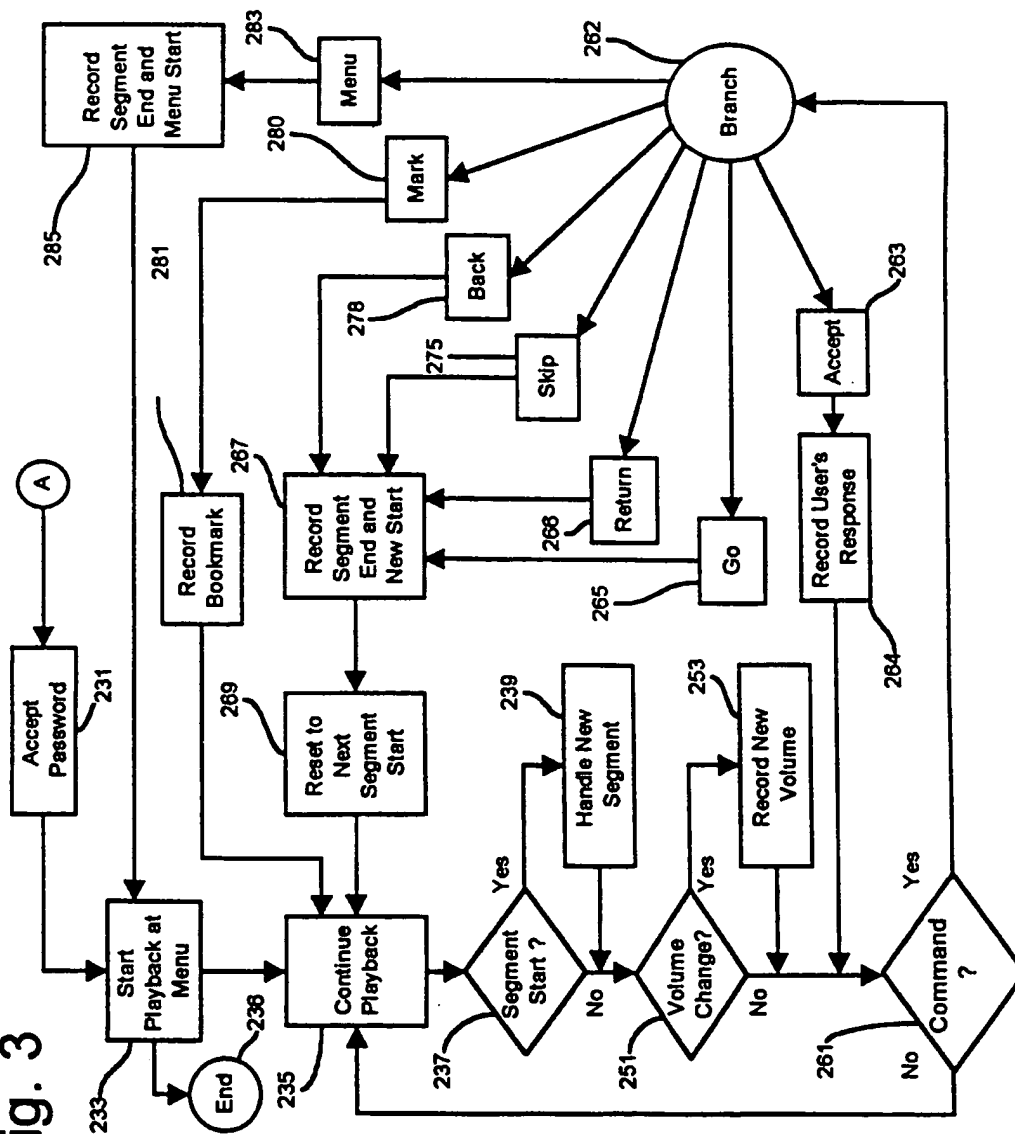 ig. 3
A
Accept
Password
231
233
Start
Playback at
Menu
End
236
235
Continue
Playback
237
Segment
Start ?
Yes
No
239
Handle New
Segment
251
Volume
Change?
Yes
No
253
Record New
Volume
261
Command
?
Yes
No
269
Reset to
Next
Segment
Start
267
Record
Segment
End and
New Start
Record
Bookmark
281
285
Record
Segment
End and
Menu Start
283
Menu
280
Mark
278
Back
275
Skip
268
Return
265
Go
263
Accept
264
Record User's
Response
262
Branch